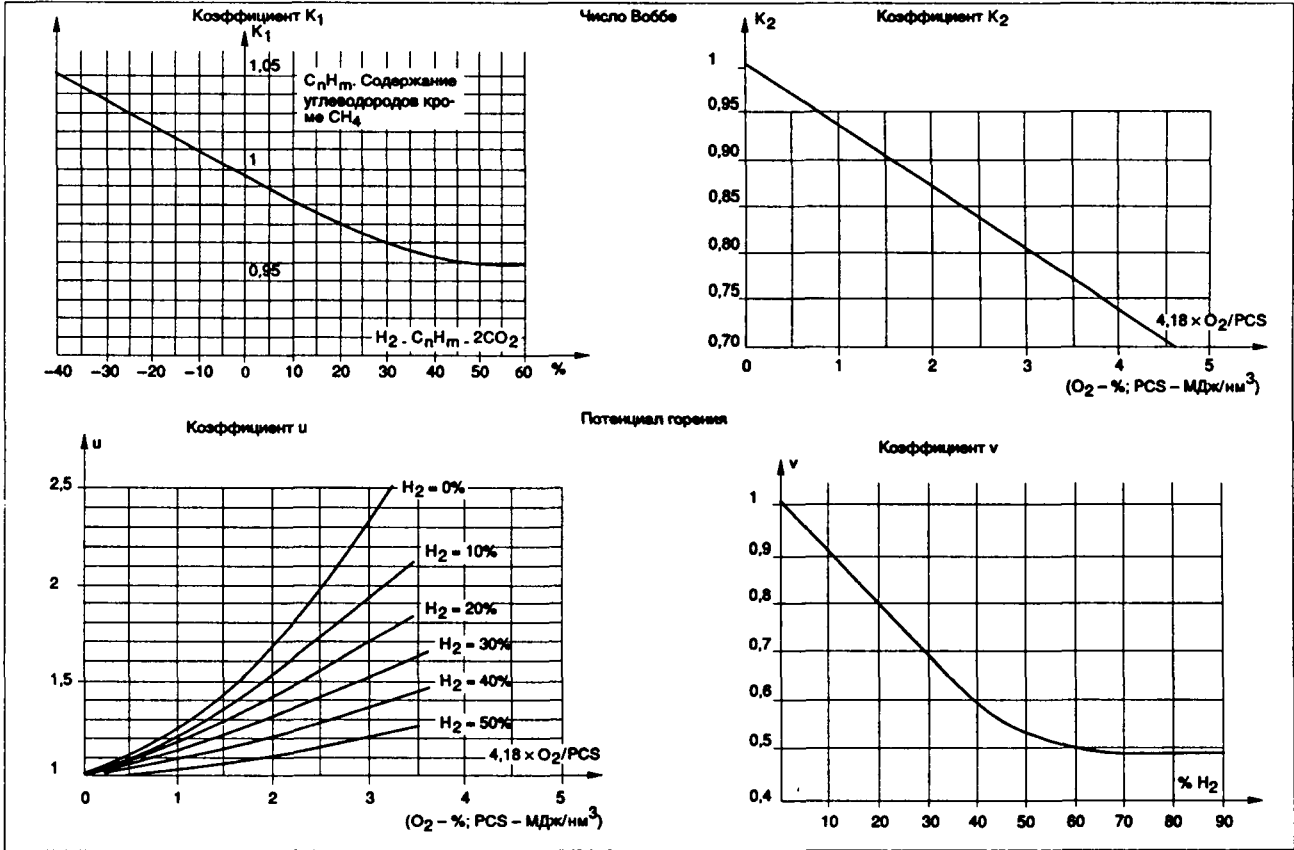 Коэффициент K1
Число Воббе
Коэффициент K2
K1
1,05
1
0,95
CnHm. Содержание
углеводородов кро-
ме CH4
H2 - CnHm - 2CO2
–40 –30 –20 –10 0 10 20 30 40 50 60 %
K2
1
0,95
0,90
0,85
0,80
0,75
0,70
4,18 × O2/PCS
0 1 2 3 4 5
(O2 – %; PCS – МДж/нм³)
Потенциал горения
Коэффициент u
u
2,5
2
1,5
1
H2 = 0%
H2 = 10%
H2 = 20%
H2 = 30%
H2 = 40%
H2 = 50%
4,18 × O2/PCS
0 1 2 3 4 5
(O2 – %; PCS – МДж/нм³)
Коэффициент v
v
1
0,9
0,8
0,7
0,6
0,5
0,4
% H2
10 20 30 40 50 60 70 80 90